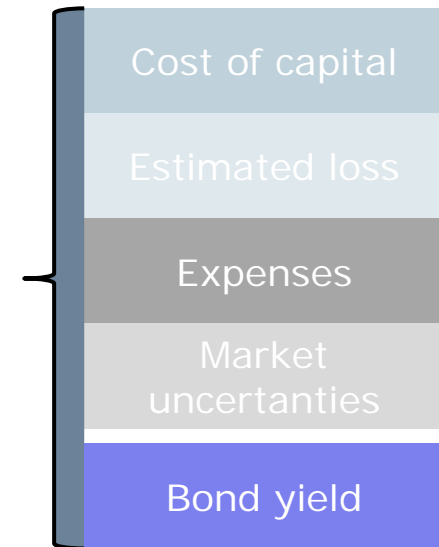 Cost of capital
Estimated loss
Expenses
Market
uncertanties
Bond yield